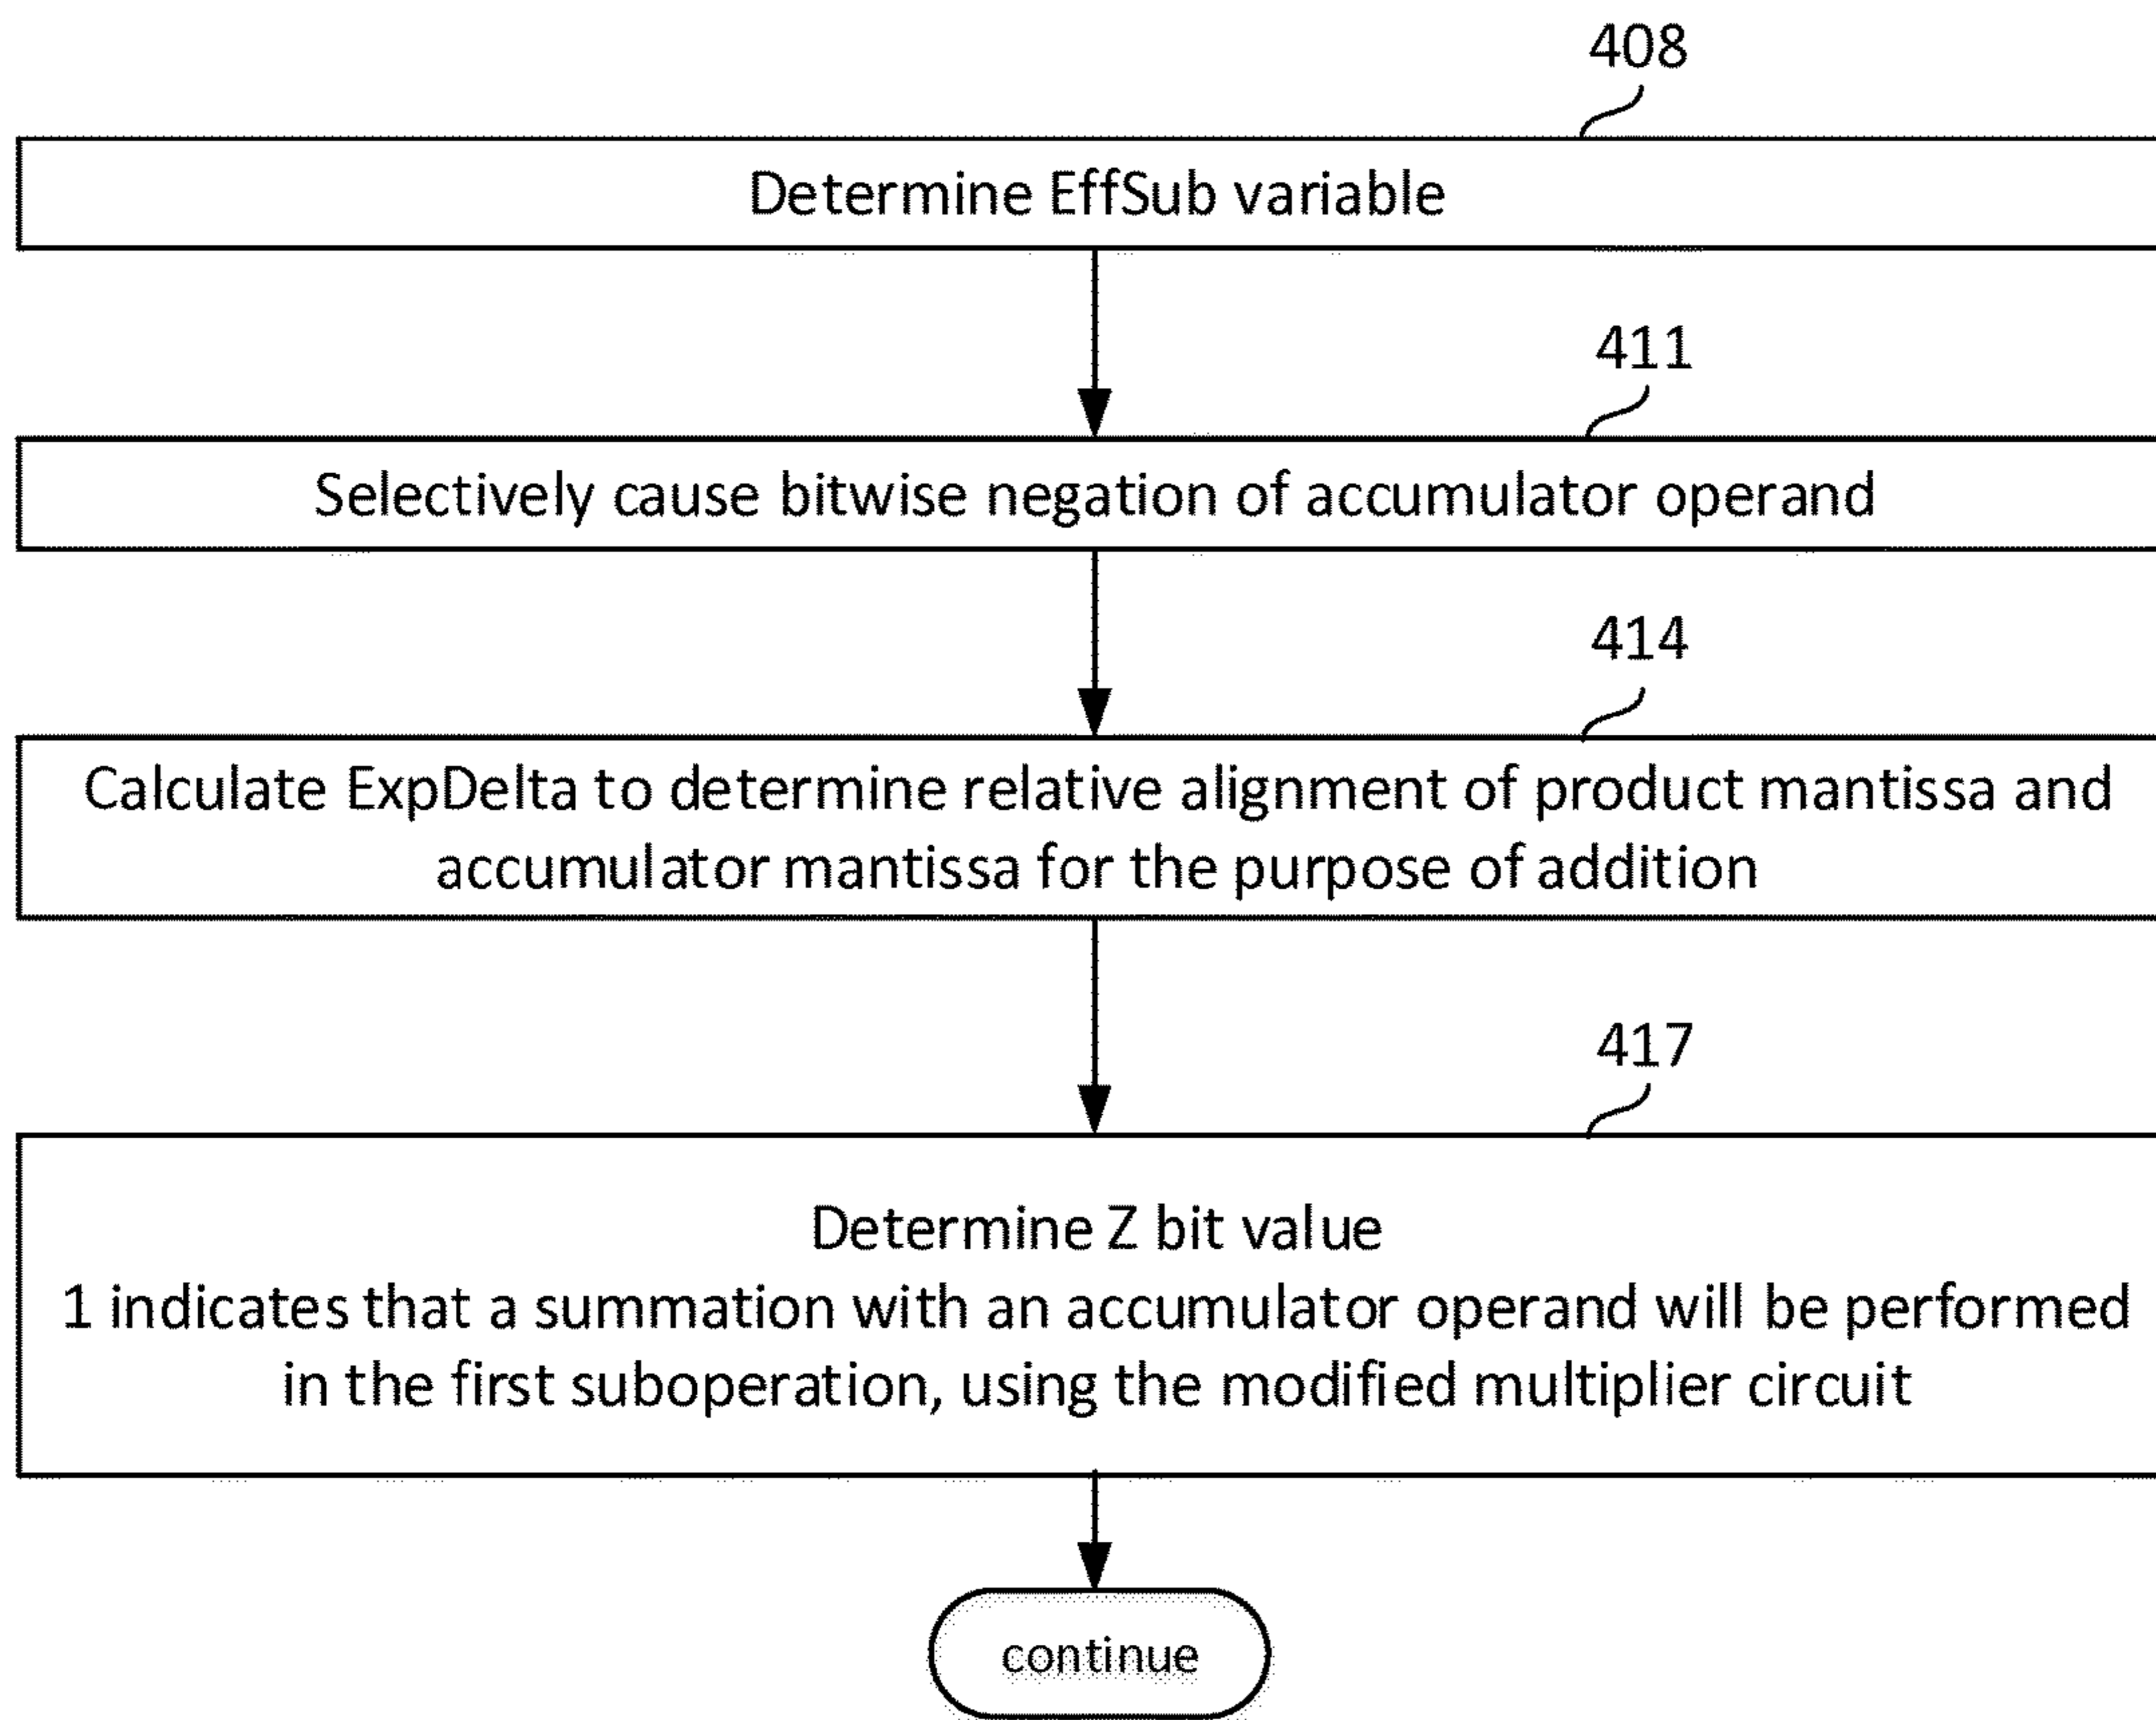 408
Determine EffSub variable
411
Selectively cause bitwise negation of accumulator operand
414
Calculate ExpDelta to determine relative alignment of product mantissa and
accumulator mantissa for the purpose of addition
417
Determine Z bit value
1 indicates that a summation with an accumulator operand will be performed
in the first suboperation, using the modified multiplier circuit
continue